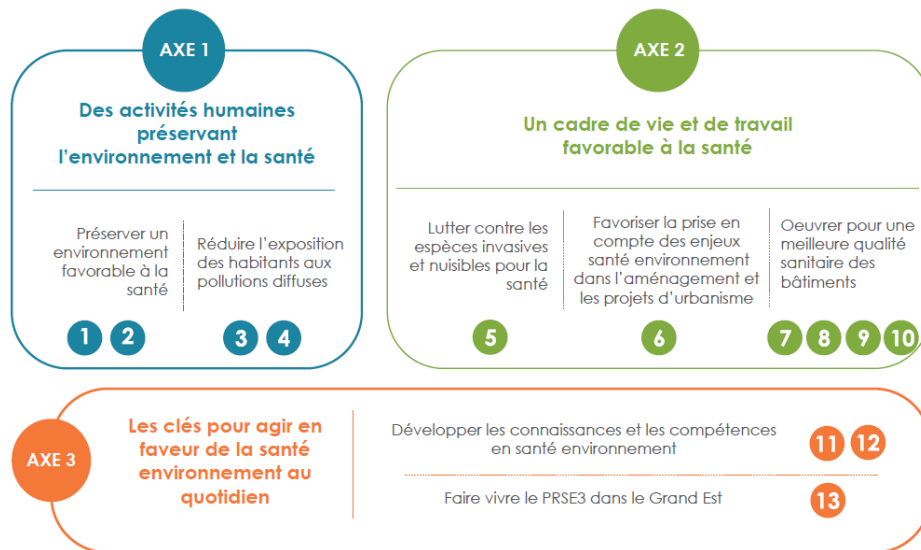 AXE 1
Des activités humaines
préservant
l'environnement et la santé
Préserver un
environnement
favorable à la
santé
1 2
Réduire l'exposition
des habitants aux
pollutions diffuses
3 4
AXE 2
Un cadre de vie et de travail
favorable à la santé
Lutter contre les
espèces invasives
et nuisibles pour la
santé
5
Favoriser la prise en
compte des enjeux
santé environnement
dans l'aménagement et
les projets d'urbanisme
6
Oeuvrer pour une
meilleure qualité
sanitaire des
bâtiments
7 8 9 10
AXE 3
Les clés pour agir en
faveur de la santé
environnement au
quotidien
Développer les connaissances et les compétences
en santé environnement
11 12
Faire vivre le PRSE3 dans le Grand Est
13